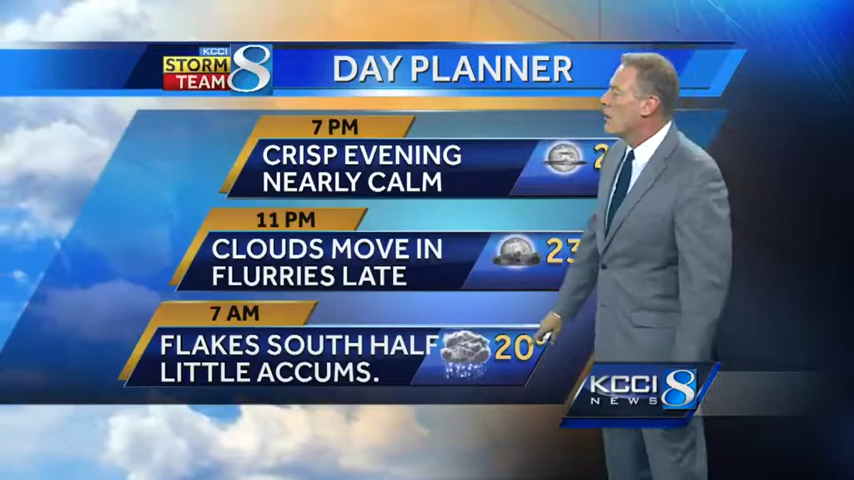 KCCI
STORM
TEAM
8
DAY PLANNER
7 PM
CRISP EVENING
NEARLY CALM
2
11 PM
CLOUDS MOVE IN
FLURRIES LATE
23
7 AM
FLAKES SOUTH HALF
LITTLE ACCUMS.
20°
KCCI 8
NEWS